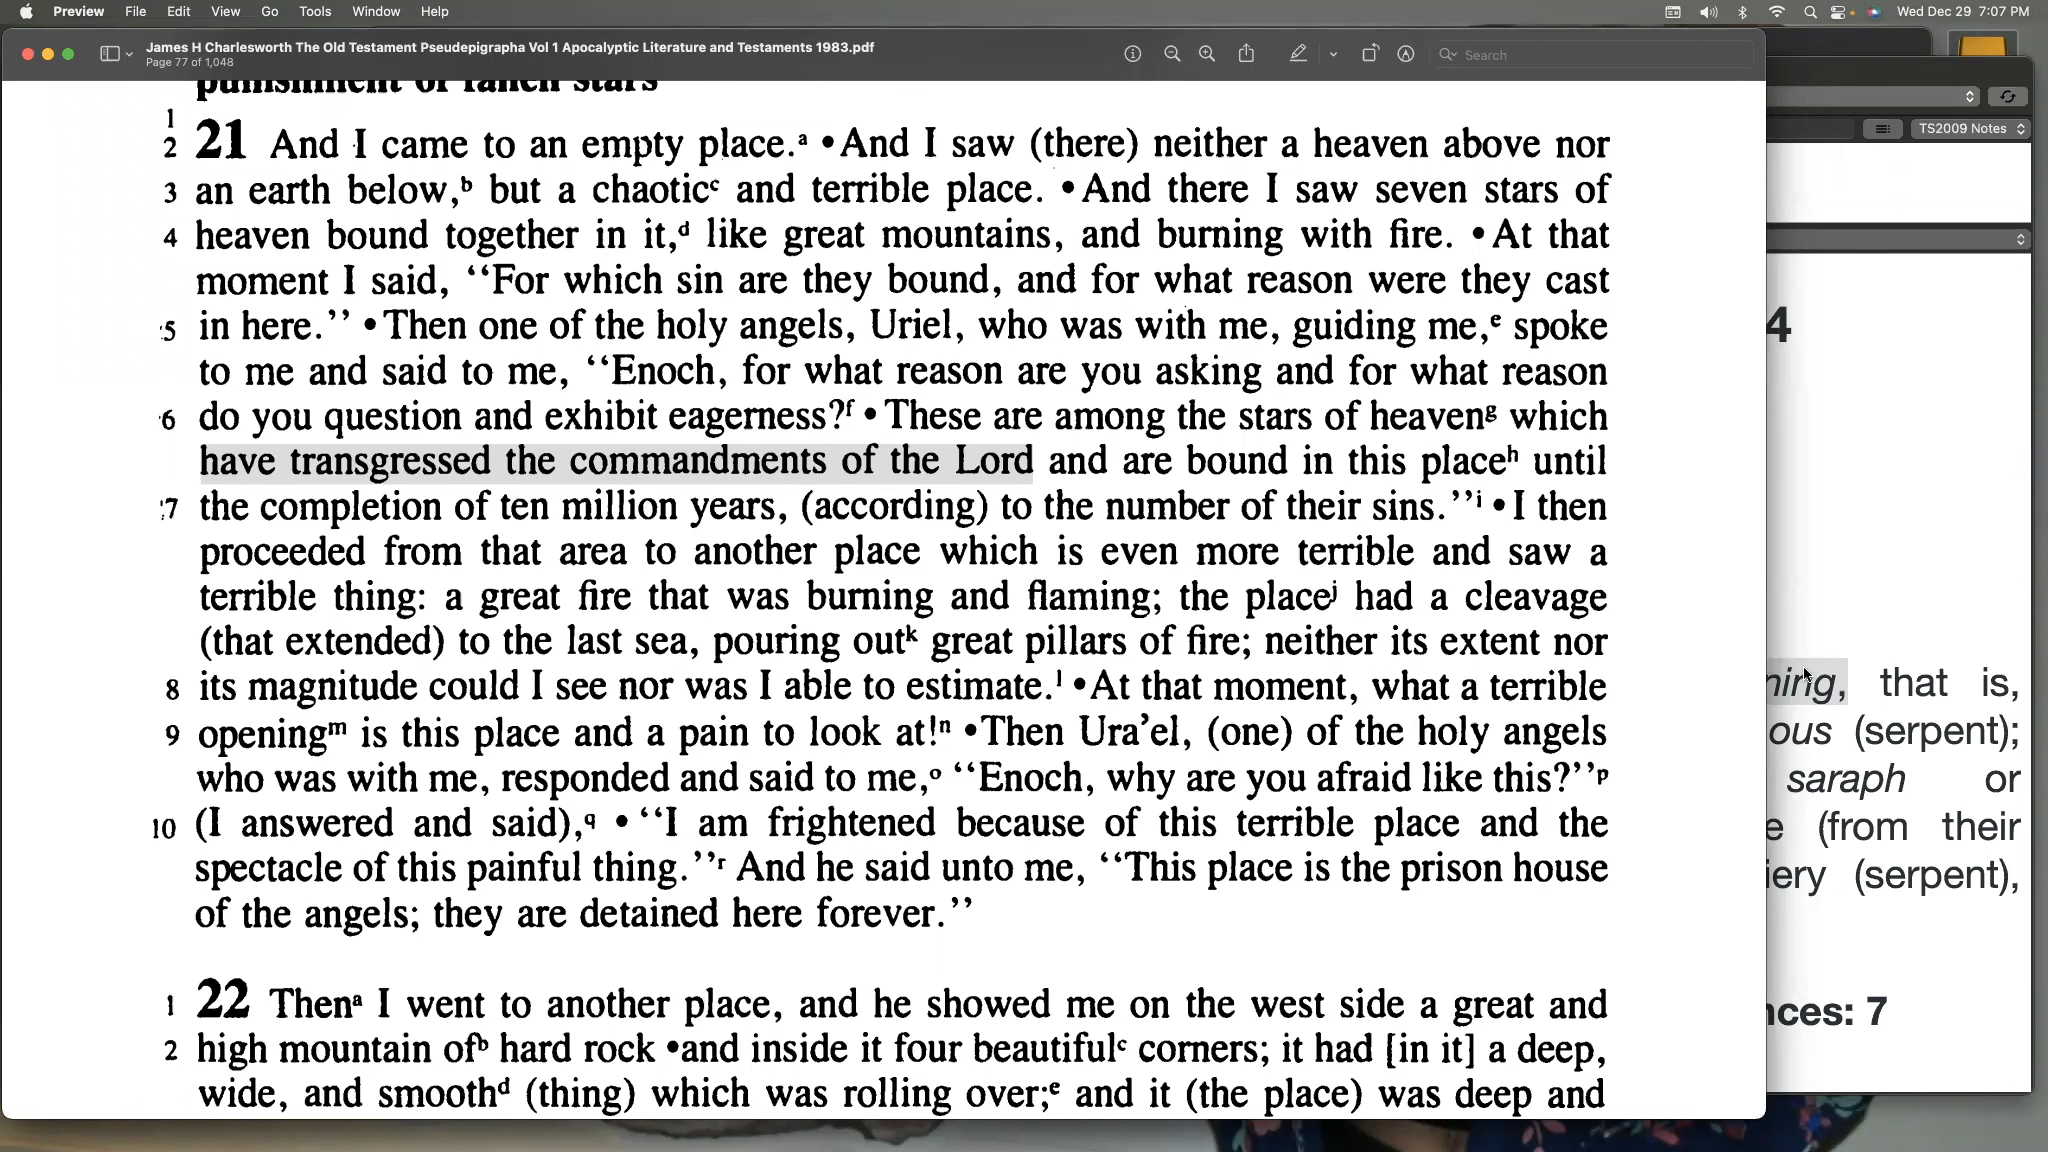 Preview File Edit View Go Tools Window Help Wed Dec 29 7:07 PM
James H Charlesworth The Old Testament Pseudepigrapha Vol 1 Apocalyptic Literature and Testaments 1983.pdf
Page 77 of 1,048
Search
punishment of fallen stars
1
2 21 And I came to an empty place.ᵃ •And I saw (there) neither a heaven above nor
3 an earth below,ᵇ but a chaoticᶜ and terrible place. •And there I saw seven stars of
4 heaven bound together in it,ᵈ like great mountains, and burning with fire. •At that
moment I said, ‘‘For which sin are they bound, and for what reason were they cast
5 in here.’’ •Then one of the holy angels, Uriel, who was with me, guiding me,ᵉ spoke
to me and said to me, ‘‘Enoch, for what reason are you asking and for what reason
6 do you question and exhibit eagerness?ᶠ •These are among the stars of heavenᵍ which
have transgressed the commandments of the Lord and are bound in this placeʰ until
7 the completion of ten million years, (according) to the number of their sins.’’ⁱ •I then
proceeded from that area to another place which is even more terrible and saw a
terrible thing: a great fire that was burning and flaming; the placeʲ had a cleavage
(that extended) to the last sea, pouring outᵏ great pillars of fire; neither its extent nor
8 its magnitude could I see nor was I able to estimate.ˡ •At that moment, what a terrible
9 openingᵐ is this place and a pain to look at!ⁿ •Then Ura’el, (one) of the holy angels
who was with me, responded and said to me,ᵒ ‘‘Enoch, why are you afraid like this?’’ᵖ
10 (I answered and said),q • ‘‘I am frightened because of this terrible place and the
spectacle of this painful thing.’’ʳ And he said unto me, ‘‘This place is the prison house
of the angels; they are detained here forever.’’
1 22 Thenᵃ I went to another place, and he showed me on the west side a great and
2 high mountain ofᵇ hard rock •and inside it four beautifulᶜ corners; it had [in it] a deep,
wide, and smoothᵈ (thing) which was rolling over;ᵉ and it (the place) was deep and
TS2009 Notes
4
ning, that is,
ous (serpent);
saraph or
e (from their
iery (serpent),
nces: 7